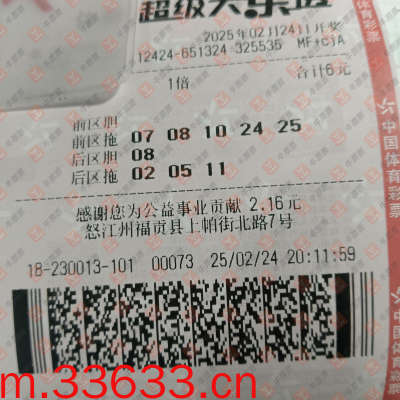 超级大乐透
2025年02月24日开奖
12424-651324-325535 MF+cjA
1倍 合计6元
前区胆
前区拖 07 08 10 24 25
后区胆 08
后区拖 02 05 11
感谢您为公益事业贡献 2.16元
怒江州福贡县上帕街北路7号
18-230013-101 00073 25/02/24 20:11:59
中国体育彩票
m.33633.cn